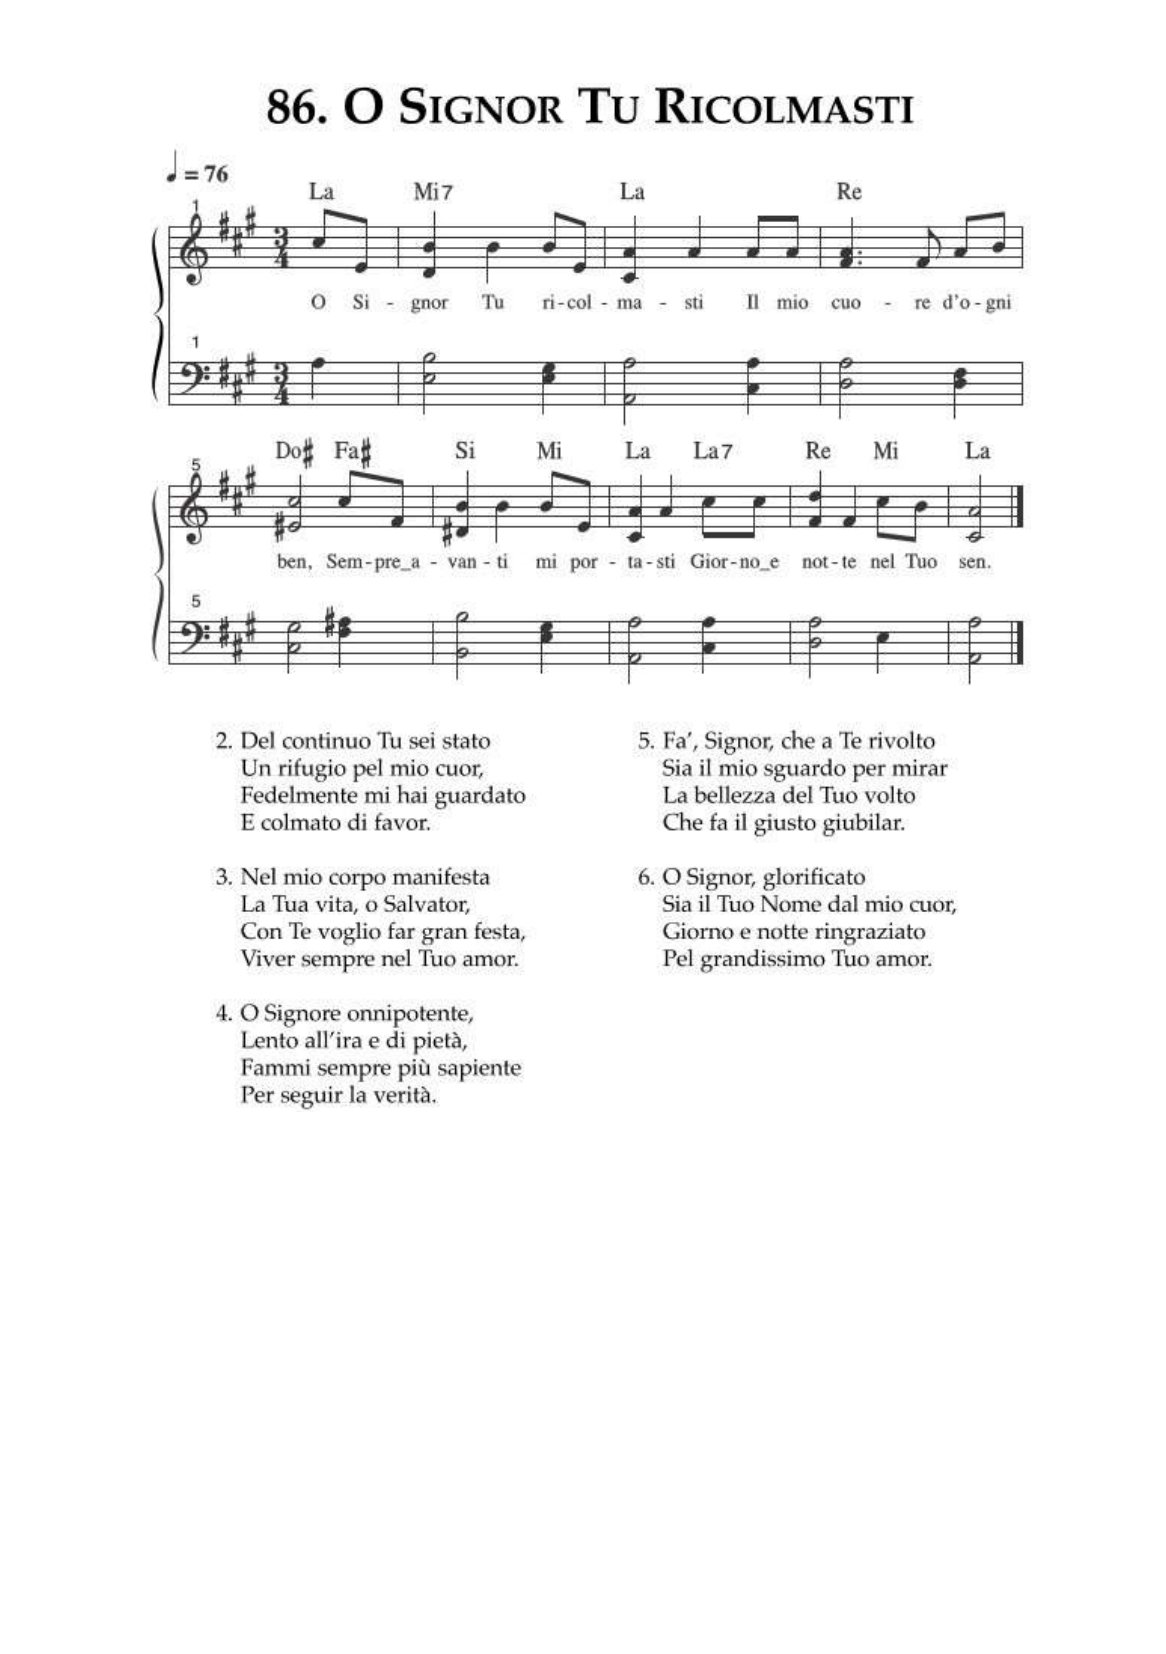 86. O Signor Tu Ricolmasti
♩ = 76
La Mi7 La Re
1
3 4
O Si - gnor Tu ri - col - ma - sti Il mio cuo - re d'o - gni
1
3 4
Do♯ Fa♯ Si Mi La La7 Re Mi La
5
ben, Sem - pre_a - van - ti mi por - ta - sti Gior - no_e not - te nel Tuo sen.
5
2. Del continuo Tu sei stato
Un rifugio pel mio cuor,
Fedelmente mi hai guardato
E colmato di favor.
3. Nel mio corpo manifesta
La Tua vita, o Salvator,
Con Te voglio far gran festa,
Viver sempre nel Tuo amor.
4. O Signore onnipotente,
Lento all'ira e di pietà,
Fammi sempre più sapiente
Per seguir la verità.
5. Fa', Signor, che a Te rivolto
Sia il mio sguardo per mirar
La bellezza del Tuo volto
Che fa il giusto giubilar.
6. O Signor, glorificato
Sia il Tuo Nome dal mio cuor,
Giorno e notte ringraziato
Pel grandissimo Tuo amor.